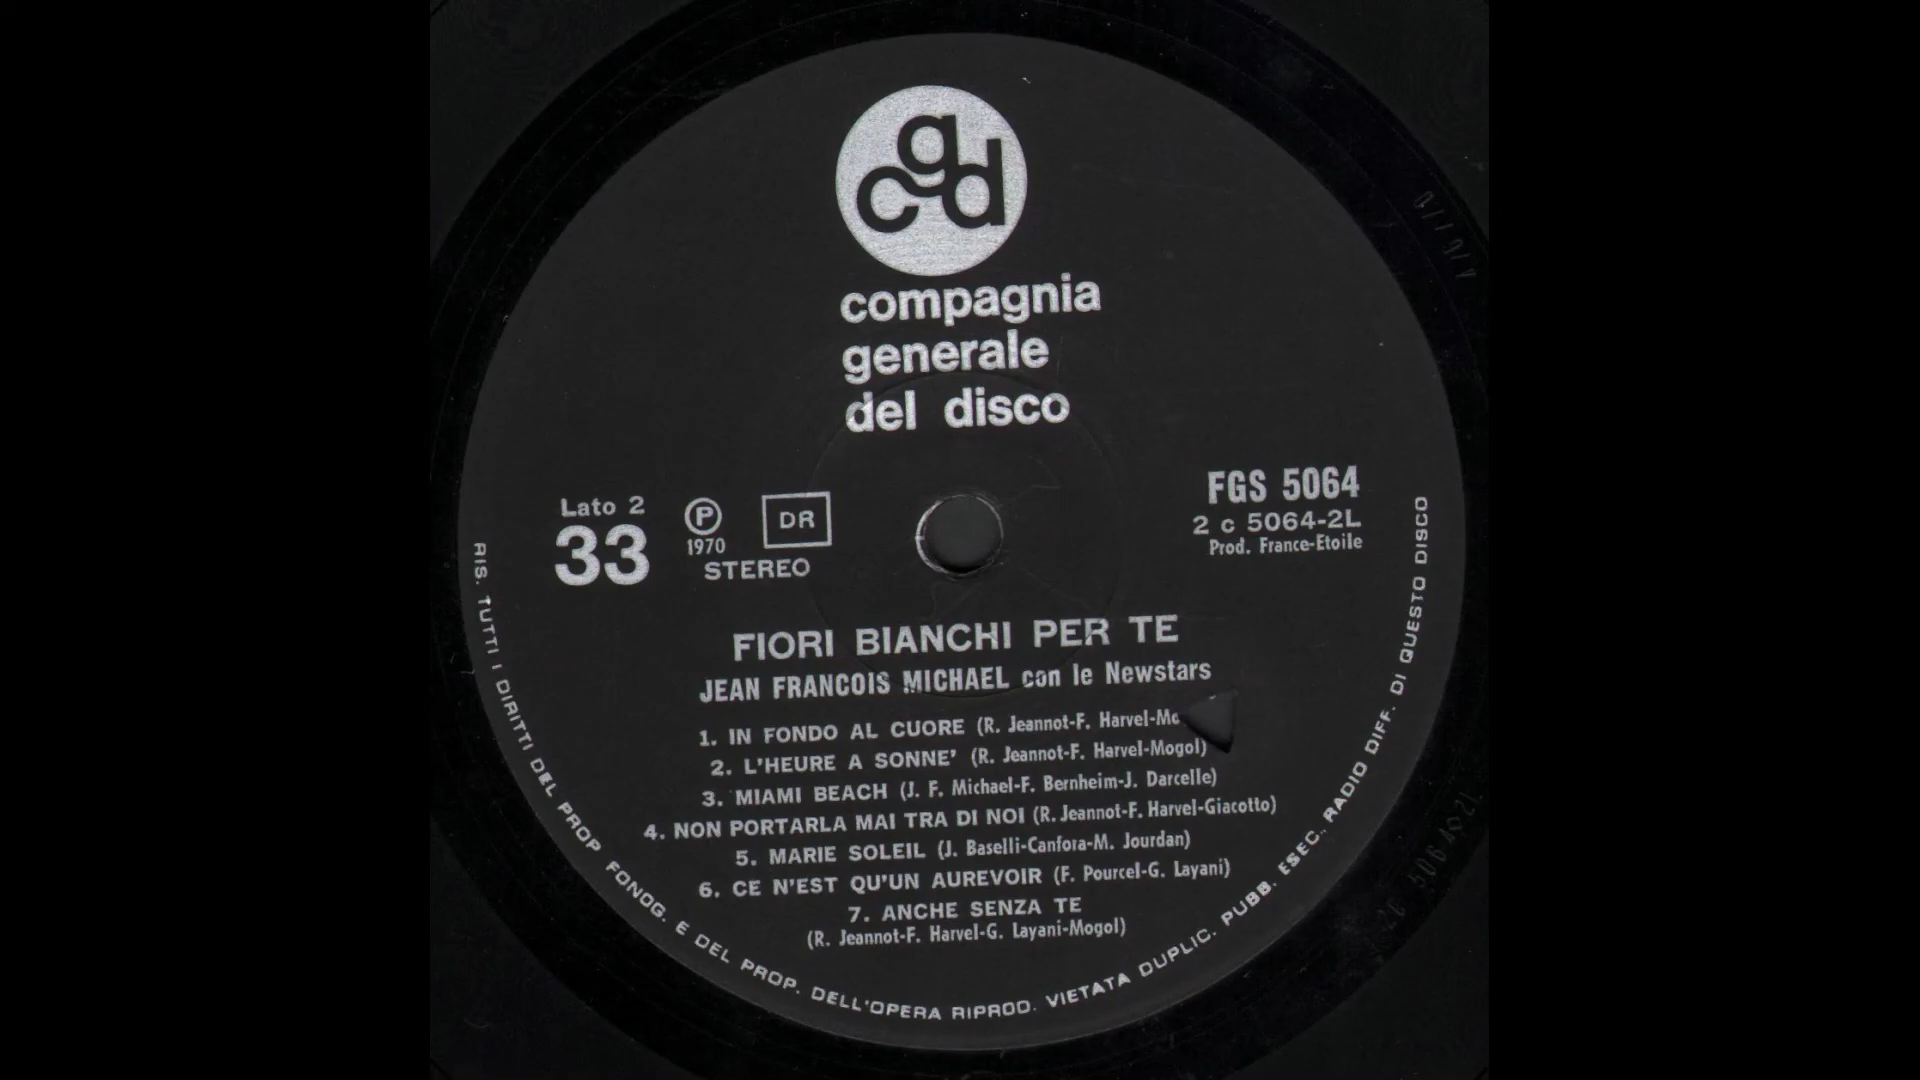 cgd
compagnia
generale
del disco
Lato 2
33
P
1970
DR
STEREO
FGS 5064
2 c 5064-2L
Prod. France-Etoile
FIORI BIANCHI PER TE
JEAN FRANCOIS MICHAEL con le Newstars
1. IN FONDO AL CUORE (R. Jeannot-F. Harvel-Mo
2. L'HEURE A SONNE' (R. Jeannot-F. Harvel-Mogol)
3. MIAMI BEACH (J. F. Michael-F. Bernheim-J. Darcelle)
4. NON PORTARLA MAI TRA DI NOI (R. Jeannot-F. Harvel-Giacotto)
5. MARIE SOLEIL (J. Baselli-Canfora-M. Jourdan)
6. CE N'EST QU'UN AUREVOIR (F. Pourcel-G. Layani)
7. ANCHE SENZA TE
(R. Jeannot-F. Harvel-G. Layani-Mogol)
RIS. TUTTI I DIRITTI DEL PROP FONOG. E DEL PROP. DELL'OPERA RIPROD. VIETATA DUPLIC. PUBB. ESEC. RADIO DIFF. DI QUESTO DISCO